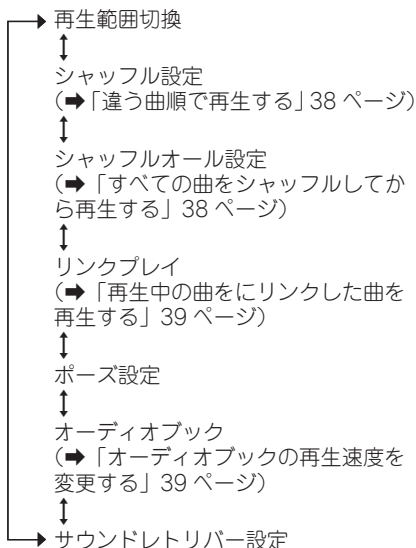 再生範囲切換
シャッフル設定
(➡「違う曲順で再生する」38 ページ)
シャッフルオール設定
(➡「すべての曲をシャッフルしてか
ら再生する」38 ページ)
リンクプレイ
(➡「再生中の曲をにリンクした曲を
再生する」39 ページ)
ポーズ設定
オーディオブック
(➡「オーディオブックの再生速度を
変更する」39 ページ)
サウンドレトリバー設定